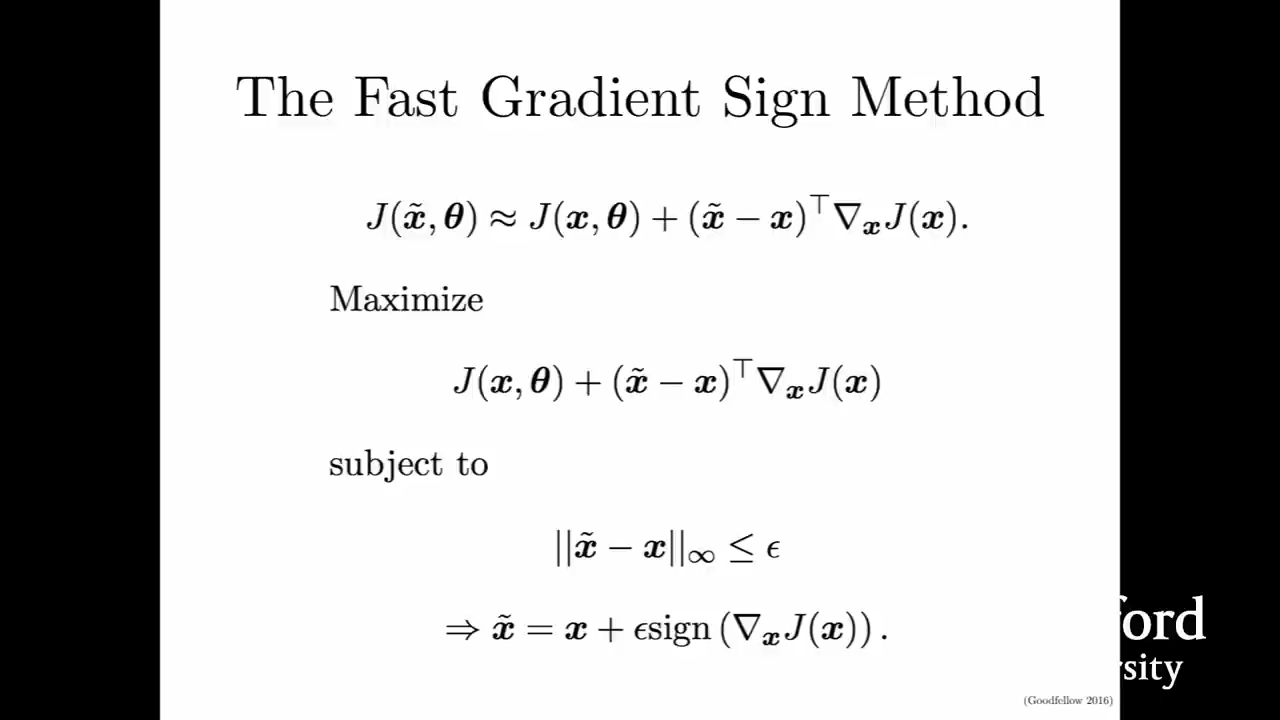 The Fast Gradient Sign Method
J(x̃, θ) ≈ J(x, θ) + (x̃ − x)⊤∇ₓJ(x).
Maximize
J(x, θ) + (x̃ − x)⊤∇ₓJ(x)
subject to
||x̃ − x||∞ ≤ ϵ
⇒ x̃ = x + ϵsign (∇ₓJ(x)) .
ford
rsity
(Goodfellow 2016)